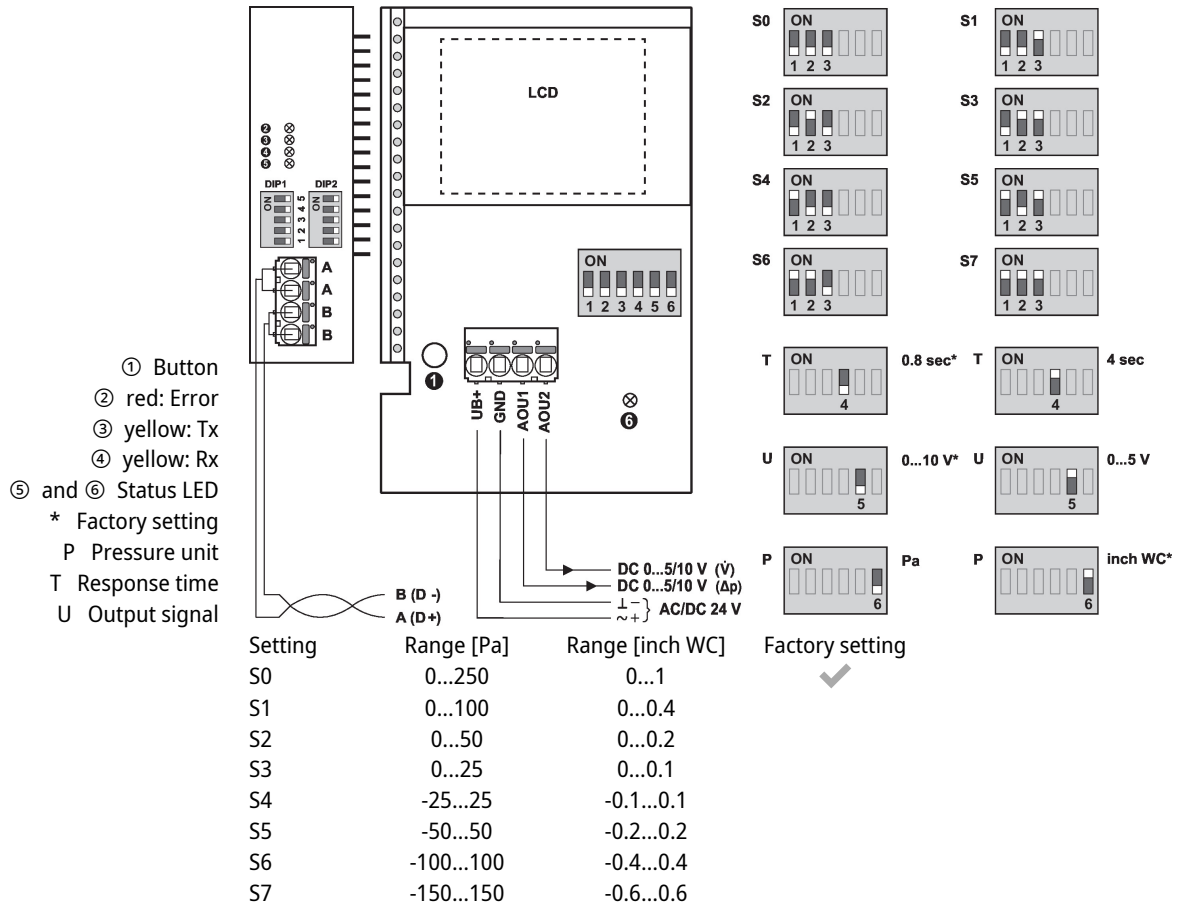 LCD
❷
❸
❹
❺
DIP1
DIP2
ON
1 2 3 4 5
ON
A
A
B
B
ON
1 2 3 4 5 6
❶
❻
UB+
GND
AOU1
AOU2
DC 0...5/10 V (V̇)
DC 0...5/10 V (Δp)
⊥ −
~ +
} AC/DC 24 V
B (D -)
A (D+)
① Button
② red: Error
③ yellow: Tx
④ yellow: Rx
⑤ and ⑥ Status LED
* Factory setting
P Pressure unit
T Response time
U Output signal
S0
ON
1 2 3
S1
ON
1 2 3
S2
ON
1 2 3
S3
ON
1 2 3
S4
ON
1 2 3
S5
ON
1 2 3
S6
ON
1 2 3
S7
ON
1 2 3
T
ON
4
0.8 sec*
T
ON
4
4 sec
U
ON
5
0...10 V*
U
ON
5
0...5 V
P
ON
6
Pa
P
ON
6
inch WC*
Setting Range [Pa] Range [inch WC] Factory setting
S0 0...250 0...1 ✔
S1 0...100 0...0.4
S2 0...50 0...0.2
S3 0...25 0...0.1
S4 -25...25 -0.1...0.1
S5 -50...50 -0.2...0.2
S6 -100...100 -0.4...0.4
S7 -150...150 -0.6...0.6